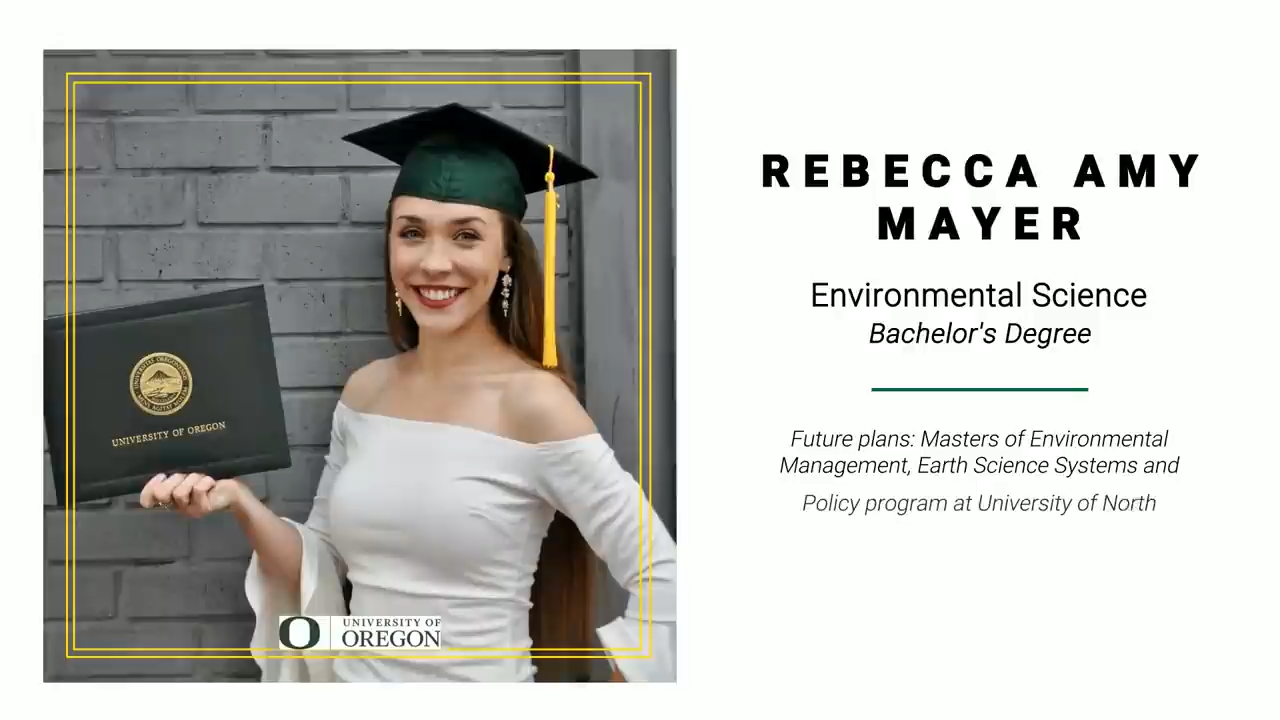 UNIVERSITY OF OREGON
UNIVERSITY OF
OREGON
REBECCA AMY
MAYER
Environmental Science
Bachelor's Degree
Future plans: Masters of Environmental
Management, Earth Science Systems and
Policy program at University of North